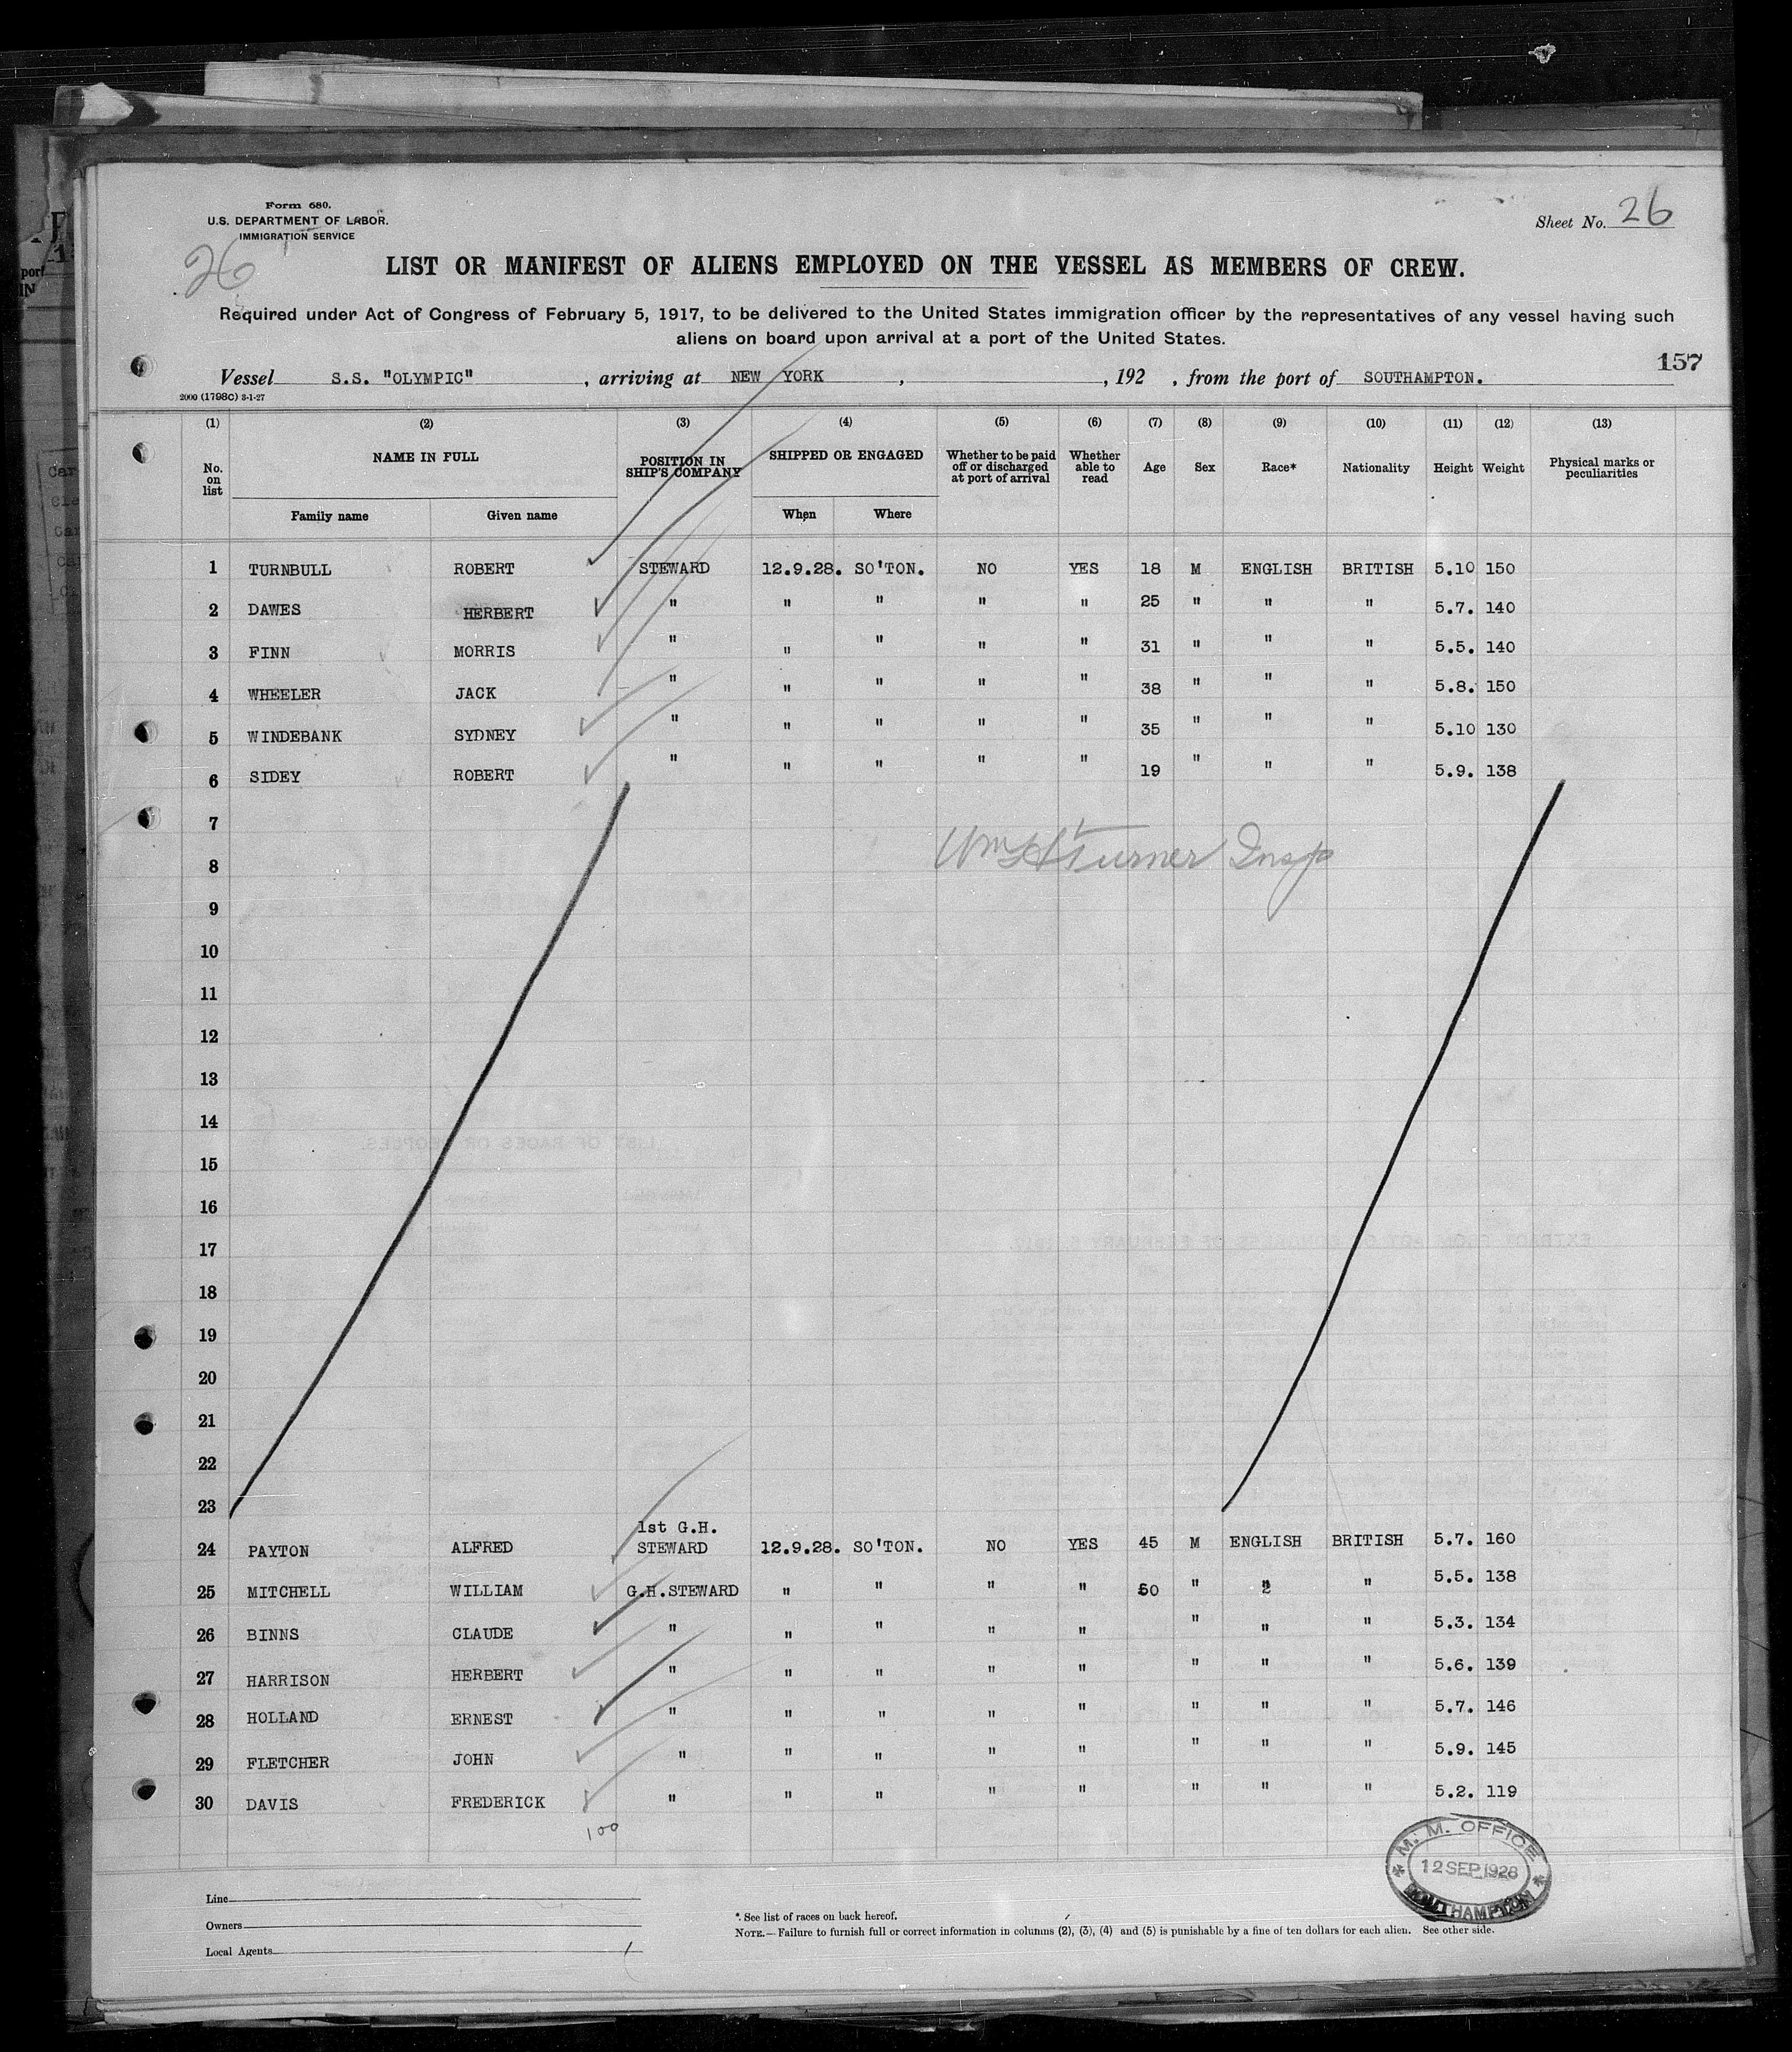 Form 680.
U.S. DEPARTMENT OF LABOR.
IMMIGRATION SERVICE
26
Sheet No. 26
LIST OR MANIFEST OF ALIENS EMPLOYED ON THE VESSEL AS MEMBERS OF CREW.
Required under Act of Congress of February 5, 1917, to be delivered to the United States immigration officer by the representatives of any vessel having such
aliens on board upon arrival at a port of the United States.
157
Vessel S.S. "OLYMPIC" , arriving at NEW YORK , , 192 , from the port of SOUTHAMPTON.
2000 (1798C) 3-1-27
(1) (2) (3) (4) (5) (6) (7) (8) (9) (10) (11) (12) (13)
No. on list NAME IN FULL POSITION IN SHIP'S COMPANY SHIPPED OR ENGAGED Whether to be paid off or discharged at port of arrival Whether able to read Age Sex Race* Nationality Height Weight Physical marks or peculiarities
Family name Given name When Where
1 TURNBULL ROBERT STEWARD 12.9.28. SO'TON. NO YES 18 M ENGLISH BRITISH 5.10 150
2 DAWES HERBERT " " " " " 25 " " " 5.7. 140
3 FINN MORRIS " " " " " 31 " " " 5.5. 140
4 WHEELER JACK " " " " " 38 " " " 5.8. 150
5 WINDEBANK SYDNEY " " " " " 35 " " " 5.10 130
6 SIDEY ROBERT " " " " " 19 " " " 5.9. 138
7
Wm H Turner Insp
8
9
10
11
12
13
14
15
16
17
18
19
20
21
22
23
24 PAYTON ALFRED 1st G.H. STEWARD 12.9.28. SO'TON. NO YES 45 M ENGLISH BRITISH 5.7. 160
25 MITCHELL WILLIAM G.H.STEWARD " " " " 50 " " " 5.5. 138
26 BINNS CLAUDE " " " " " " " " 5.3. 134
27 HARRISON HERBERT " " " " " " " " 5.6. 139
28 HOLLAND ERNEST " " " " " " " " 5.7. 146
29 FLETCHER JOHN " " " " " " " " 5.9. 145
30 DAVIS FREDERICK " " " " " " " " 5.2. 119
100
M. M. OFFICE
12 SEP 1928
SOUTHAMPTON
Line
Owners
Local Agents
*. See list of races on back hereof.
NOTE.—Failure to furnish full or correct information in columns (2), (3), (4) and (5) is punishable by a fine of ten dollars for each alien. See other side.